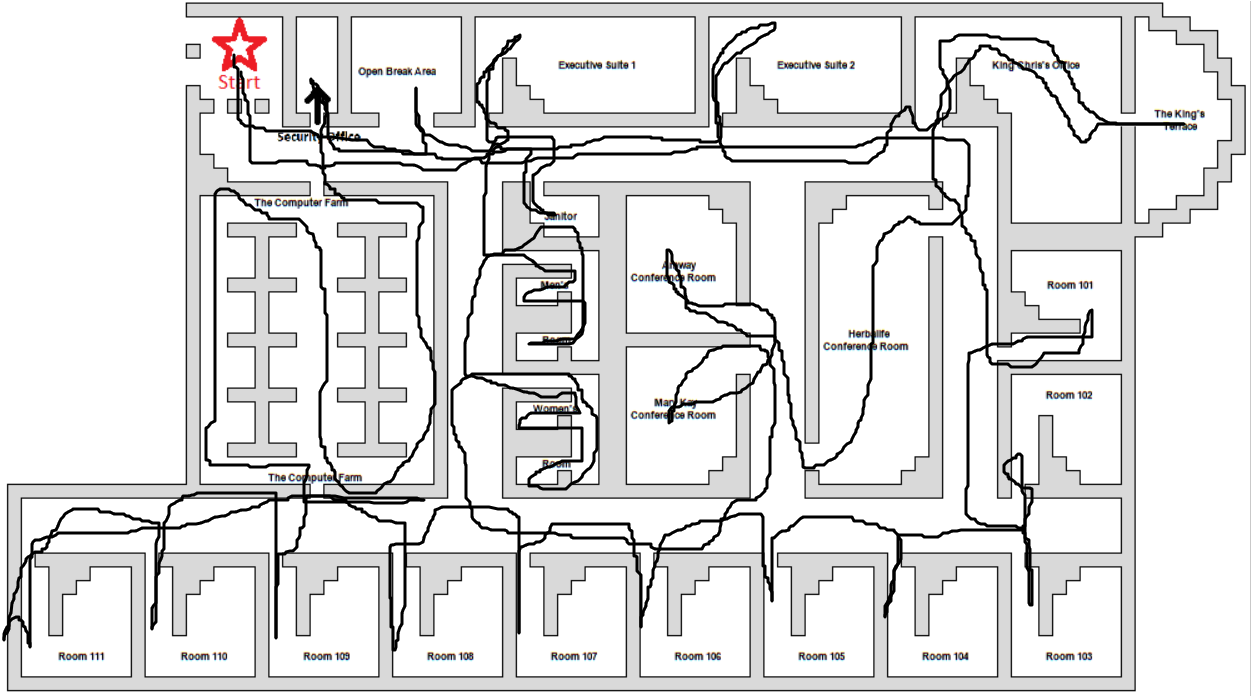 Start
Open Break Area
Executive Suite 1
Executive Suite 2
King Chris's Office
The King's
Terrace
Security Office
The Computer Farm
Janitor
Conference Room
Men's
Room
Room 101
Herbalife
Conference Room
Room 102
Women's
Room
Mary Kay
Conference Room
The Computer Farm
Room 111
Room 110
Room 109
Room 108
Room 107
Room 106
Room 105
Room 104
Room 103